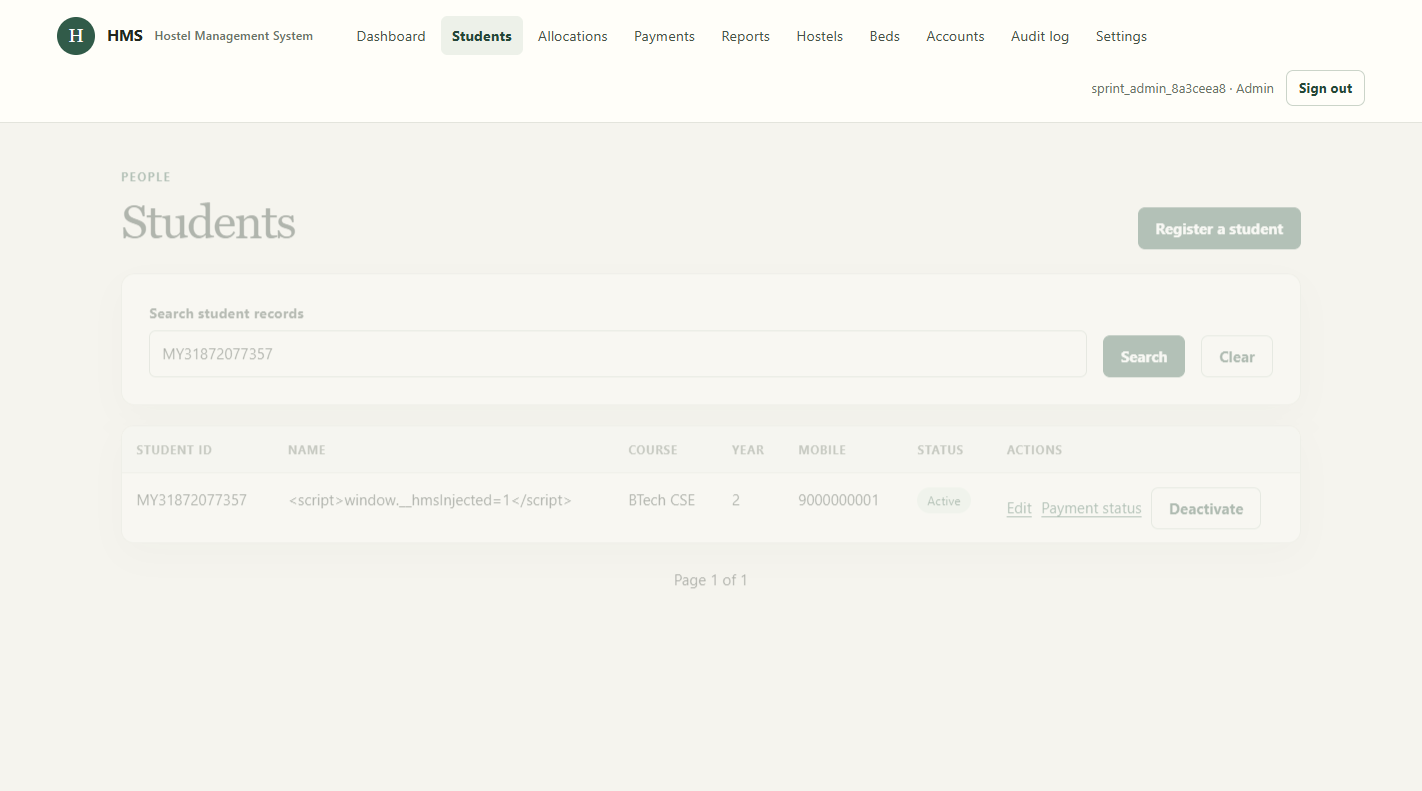 H HMS Hostel Management System Dashboard Students Allocations Payments Reports Hostels Beds Accounts Audit log Settings
sprint_admin_8a3ceea8 · Admin Sign out
PEOPLE
Students
Register a student
Search student records
MY31872077357 Search Clear
STUDENT ID NAME COURSE YEAR MOBILE STATUS ACTIONS
MY31872077357 <script>window.__hmsInjected=1</script> BTech CSE 2 9000000001 Active Edit Payment status Deactivate
Page 1 of 1